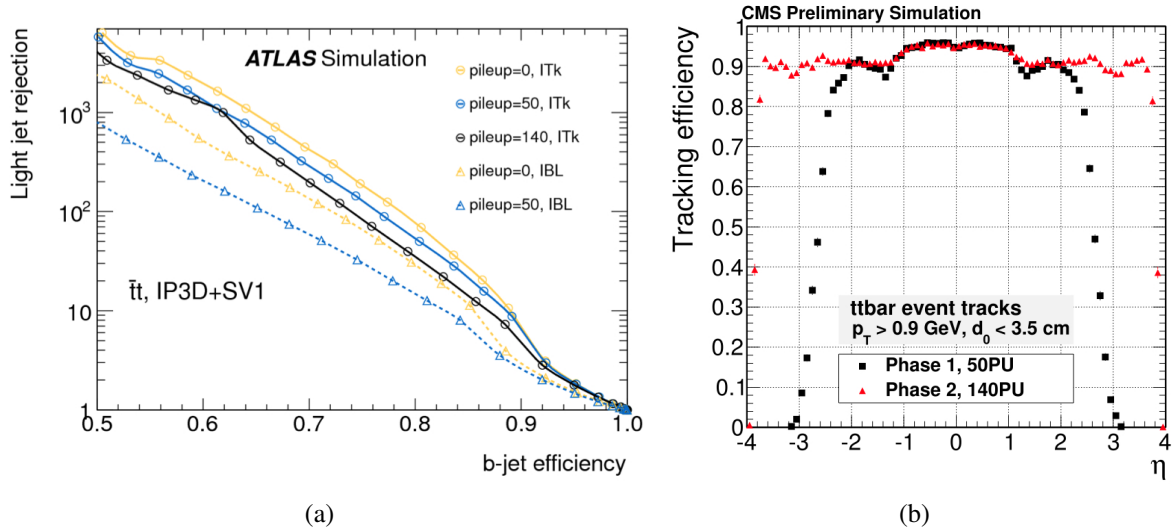 ATLAS Simulation
Light jet rejection
10³
10²
10
1
pileup=0, ITk
pileup=50, ITk
pileup=140, ITk
pileup=0, IBL
pileup=50, IBL
t̄t, IP3D+SV1
0.5 0.6 0.7 0.8 0.9 1.0
b-jet efficiency
(a)
CMS Preliminary Simulation
Tracking efficiency
1
0.9
0.8
0.7
0.6
0.5
0.4
0.3
0.2
0.1
0
ttbar event tracks
p_T > 0.9 GeV, d_0 < 3.5 cm
Phase 1, 50PU
Phase 2, 140PU
-4 -3 -2 -1 0 1 2 3 4
η
(b)